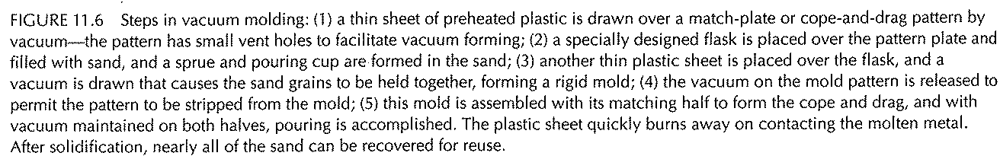 FIGURE 11.6 Steps in vacuum molding: (1) a thin sheet of preheated plastic is drawn over a match-plate or cope-and-drag pattern by
vacuum—the pattern has small vent holes to facilitate vacuum forming; (2) a specially designed flask is placed over the pattern plate and
filled with sand, and a sprue and pouring cup are formed in the sand; (3) another thin plastic sheet is placed over the flask, and a
vacuum is drawn that causes the sand grains to be held together, forming a rigid mold; (4) the vacuum on the mold pattern is released to
permit the pattern to be stripped from the mold; (5) this mold is assembled with its matching half to form the cope and drag, and with
vacuum maintained on both halves, pouring is accomplished. The plastic sheet quickly burns away on contacting the molten metal.
After solidification, nearly all of the sand can be recovered for reuse.